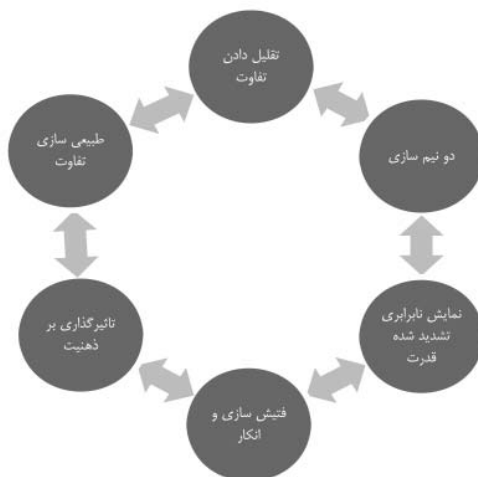 تقلیل دادن
تفاوت
دو نیم سازی
نمایش نابرابری
تشدید شده
قدرت
فتیش سازی و
انکار
تاثیرگذاری بر
ذهنیت
طبیعی سازی
تفاوت